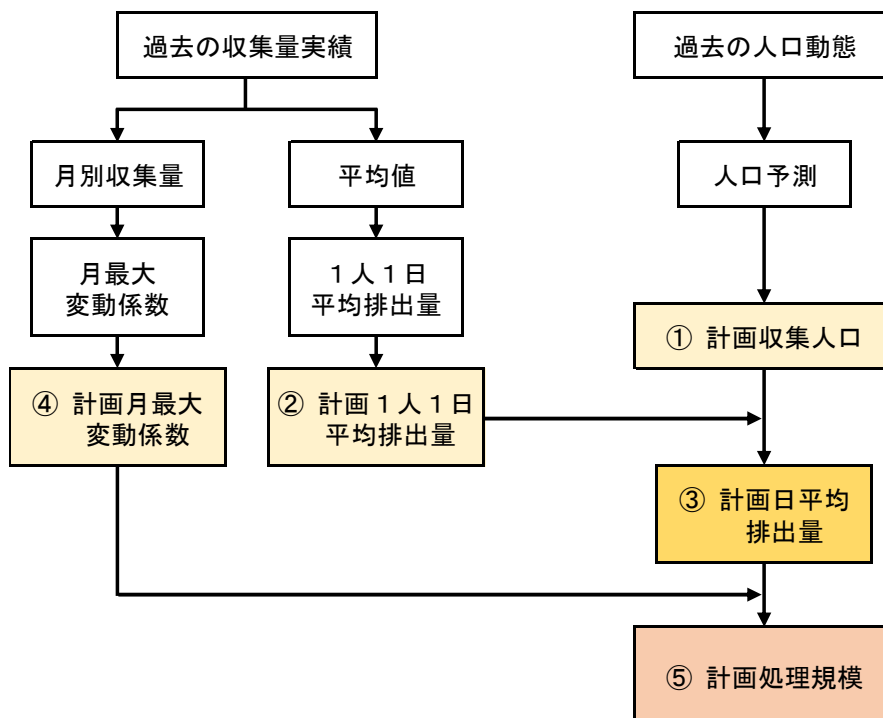 過去の収集量実績
過去の人口動態
月別収集量
平均値
人口予測
月最大
変動係数
１人１日
平均排出量
① 計画収集人口
④ 計画月最大
変動係数
② 計画１人１日
平均排出量
③ 計画日平均
排出量
⑤ 計画処理規模